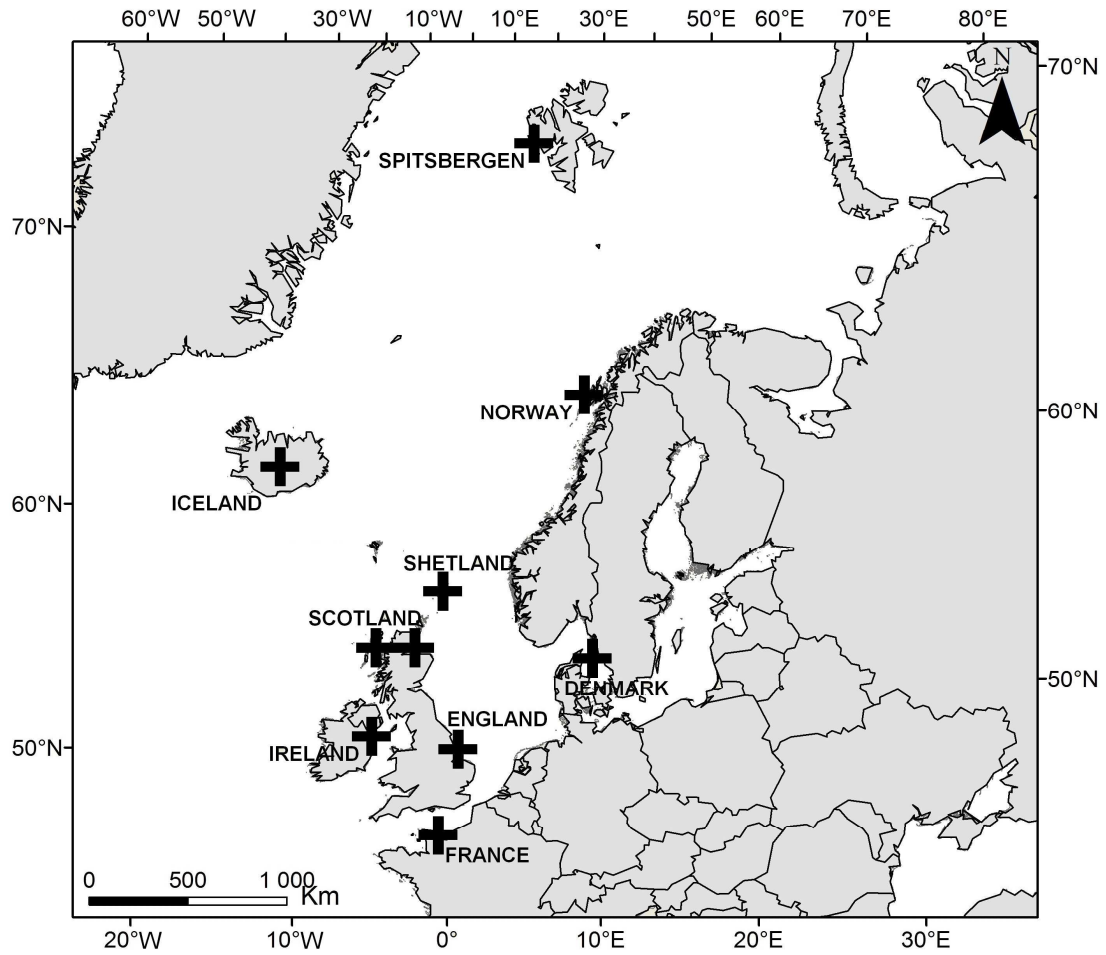 60°W 50°W 30°W 10°W 10°E 30°E 50°E 60°E 70°E 80°E
N
70°N
SPITSBERGEN
70°N
NORWAY
60°N
ICELAND
60°N
SHETLAND
SCOTLAND
50°N
DENMARK
ENGLAND
50°N
IRELAND
FRANCE
0 500 1 000
Km
20°W 10°W 0° 10°E 20°E 30°E